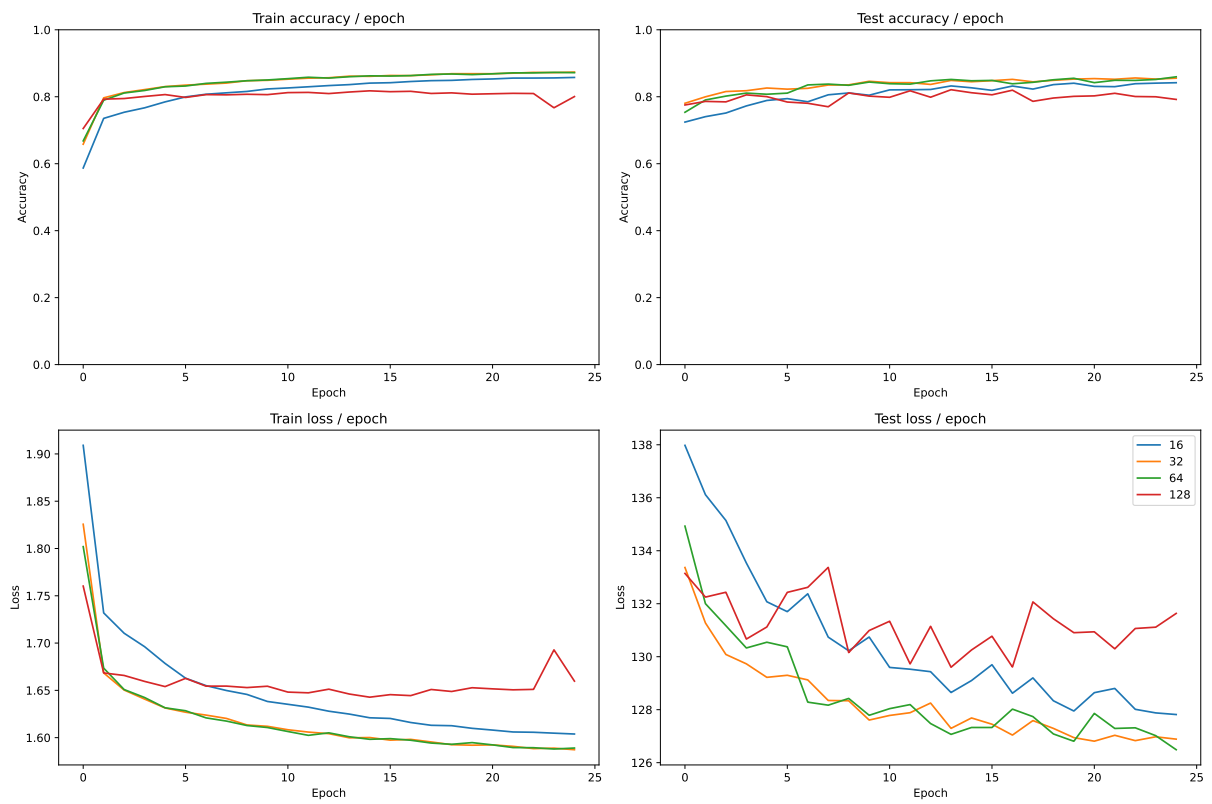 Train accuracy / epoch
1.0
0.8
0.6
0.4
0.2
0.0
Accuracy
0 5 10 15 20 25
Epoch
Test accuracy / epoch
1.0
0.8
0.6
0.4
0.2
0.0
Accuracy
0 5 10 15 20 25
Epoch
Train loss / epoch
1.90
1.85
1.80
1.75
1.70
1.65
1.60
Loss
0 5 10 15 20 25
Epoch
Test loss / epoch
138
136
134
132
130
128
126
Loss
0 5 10 15 20 25
Epoch
16
32
64
128